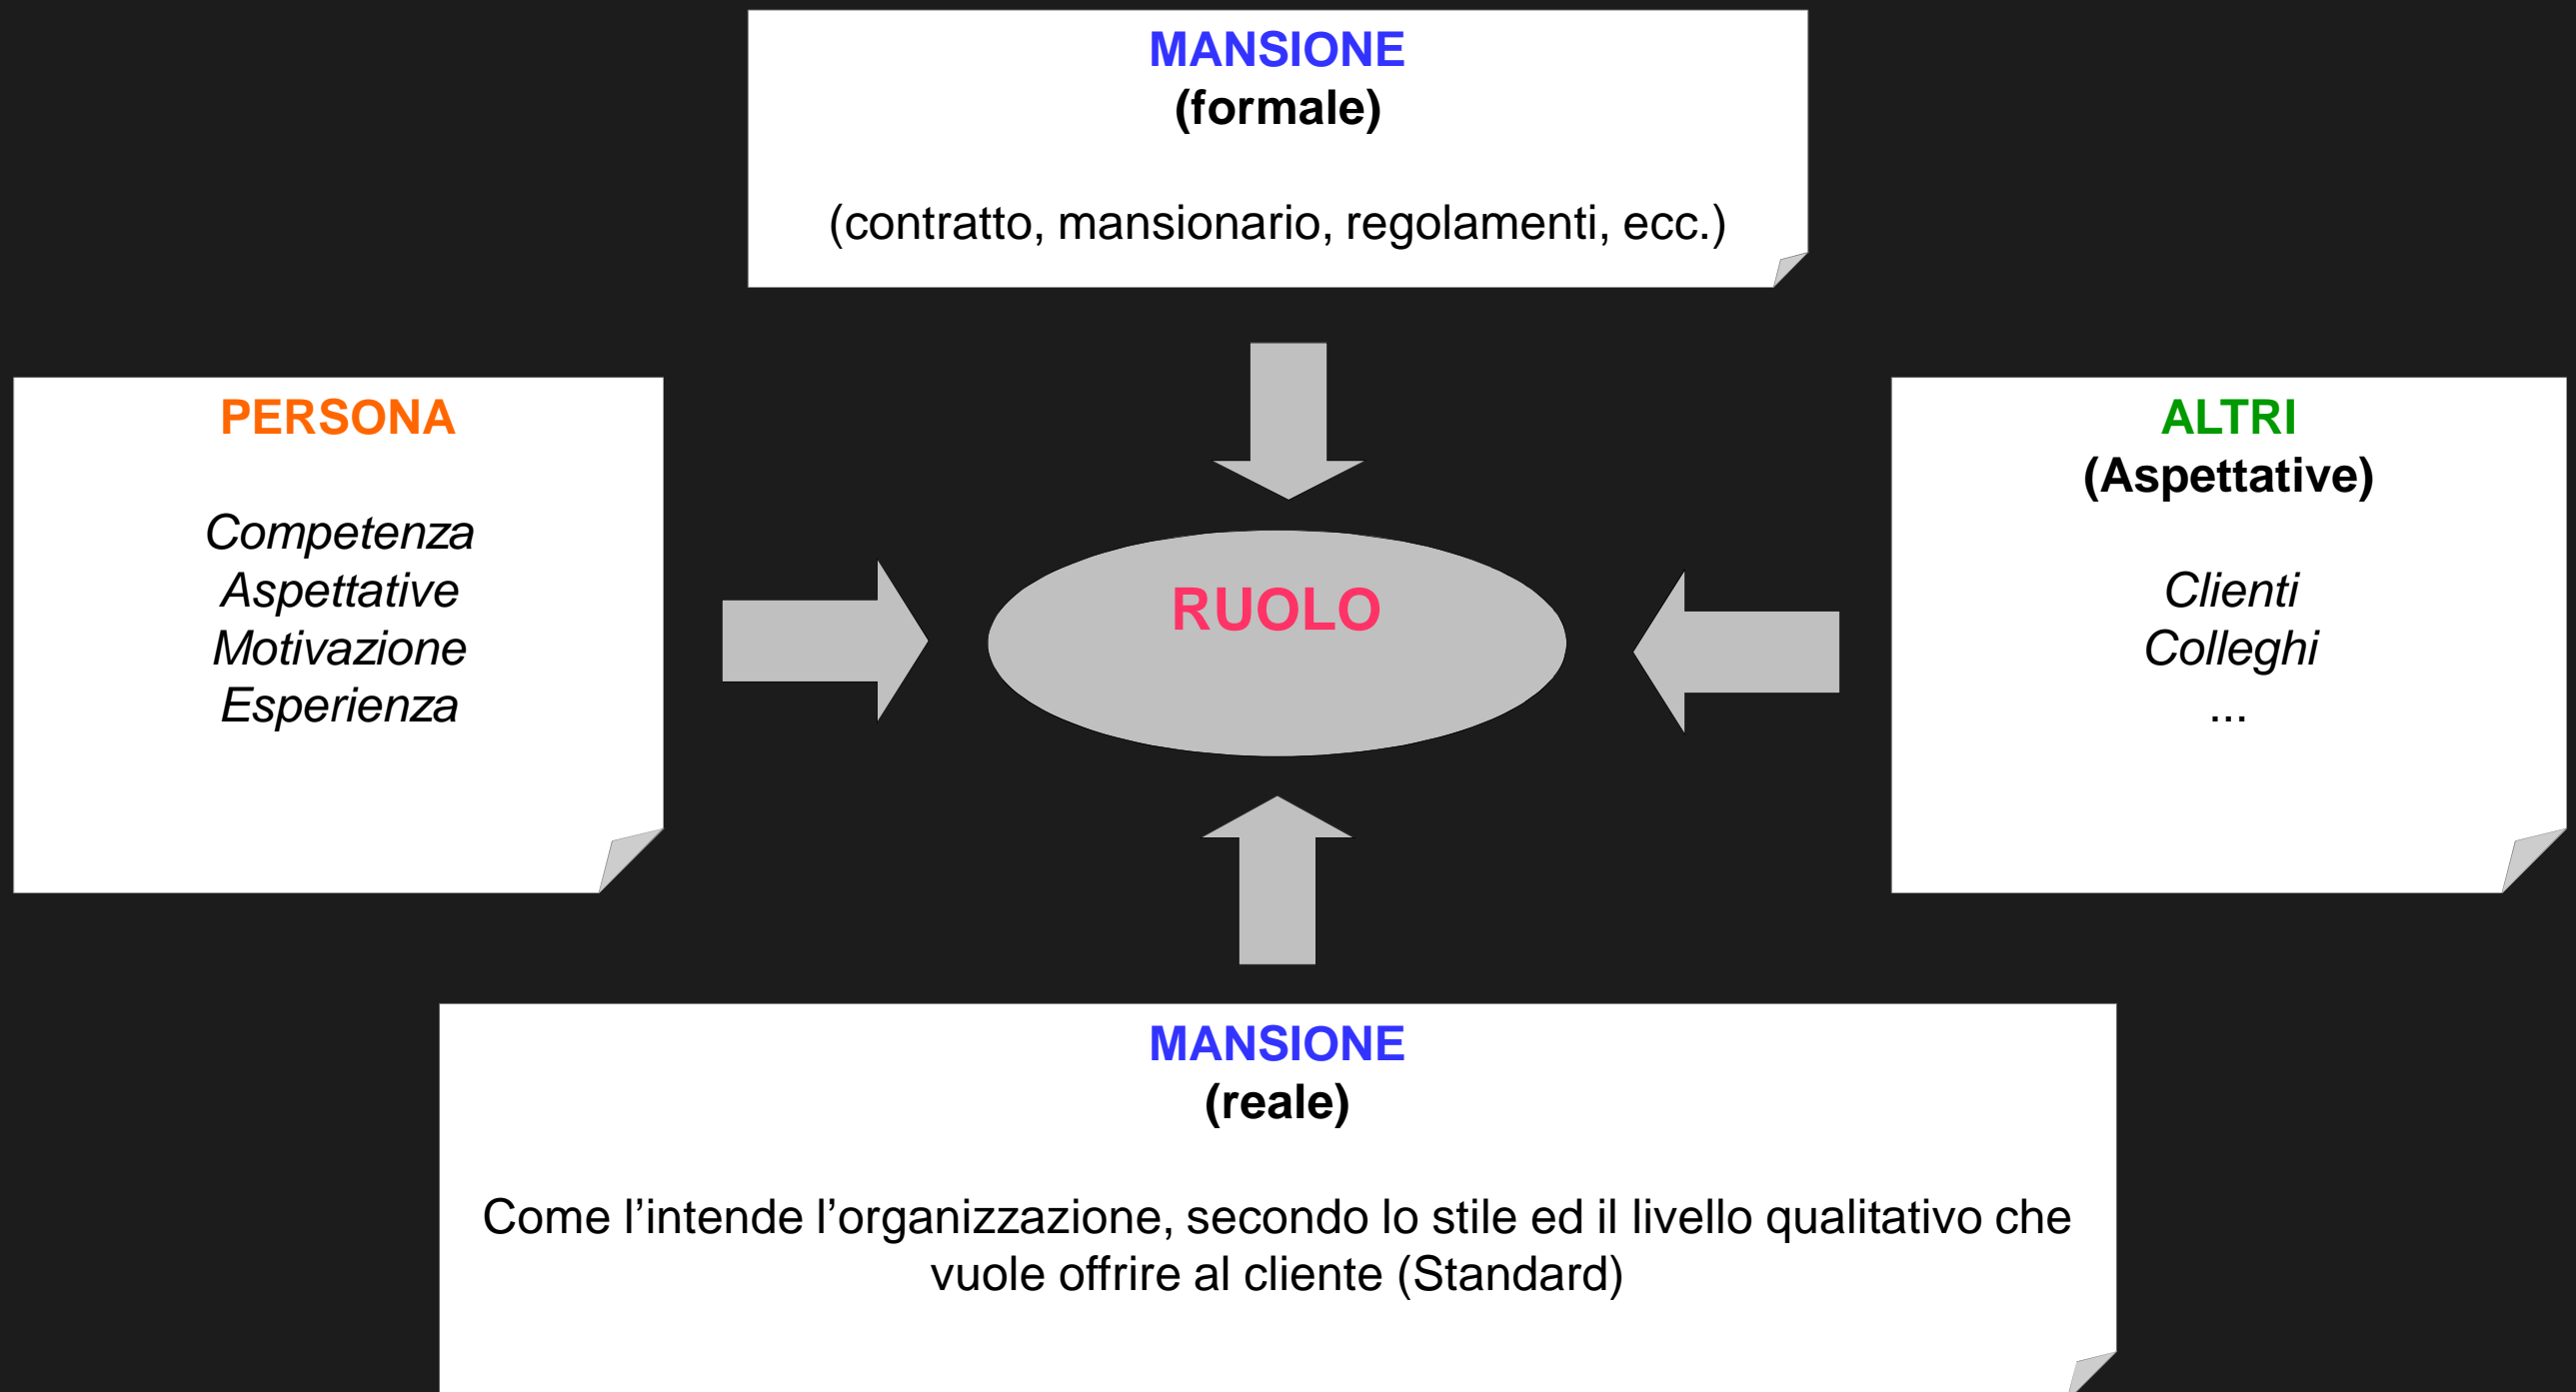 MANSIONE
(formale)
(contratto, mansionario, regolamenti, ecc.)
PERSONA
Competenza
Aspettative
Motivazione
Esperienza
RUOLO
ALTRI
(Aspettative)
Clienti
Colleghi
...
MANSIONE
(reale)
Come l’intende l’organizzazione, secondo lo stile ed il livello qualitativo che
vuole offrire al cliente (Standard)